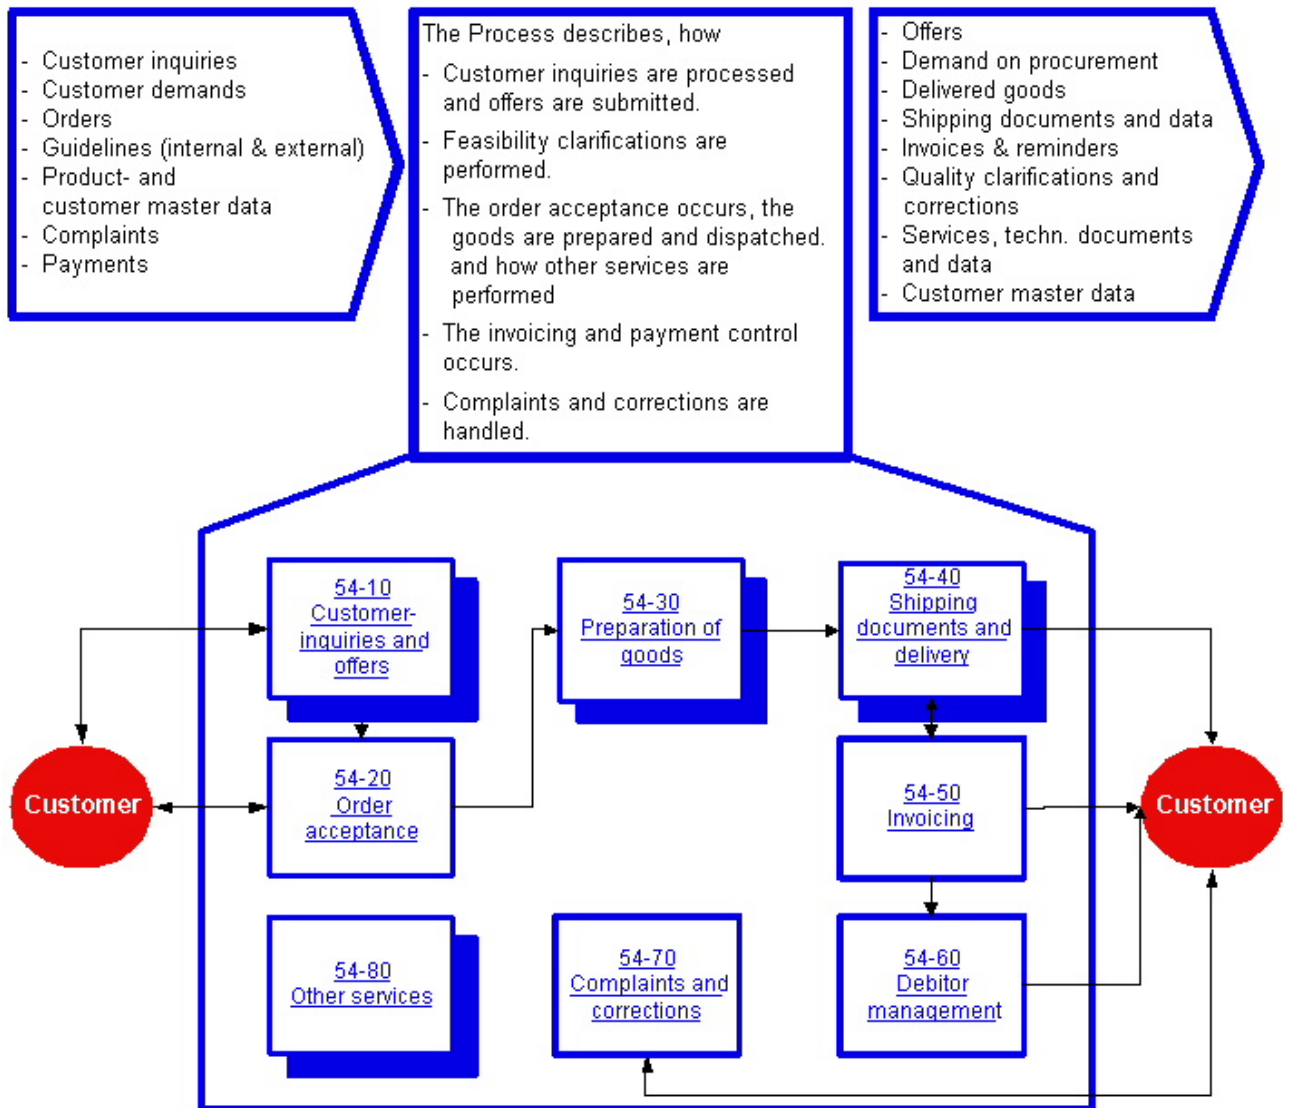 - Customer inquiries
- Customer demands
- Orders
- Guidelines (internal & external)
- Product- and
customer master data
- Complaints
- Payments
The Process describes, how
- Customer inquiries are processed
and offers are submitted.
- Feasibility clarifications are
performed.
- The order acceptance occurs, the
goods are prepared and dispatched.
and how other services are
performed
- The invoicing and payment control
occurs.
- Complaints and corrections are
handled.
- Offers
- Demand on procurement
- Delivered goods
- Shipping documents and data
- Invoices & reminders
- Quality clarifications and
corrections
- Services, techn. documents
and data
- Customer master data
54-10
Customer-
inquiries and
offers
54-30
Preparation of
goods
54-40
Shipping
documents and
delivery
Customer
54-20
Order
acceptance
54-50
Invoicing
Customer
54-80
Other services
54-70
Complaints and
corrections
54-60
Debitor
management